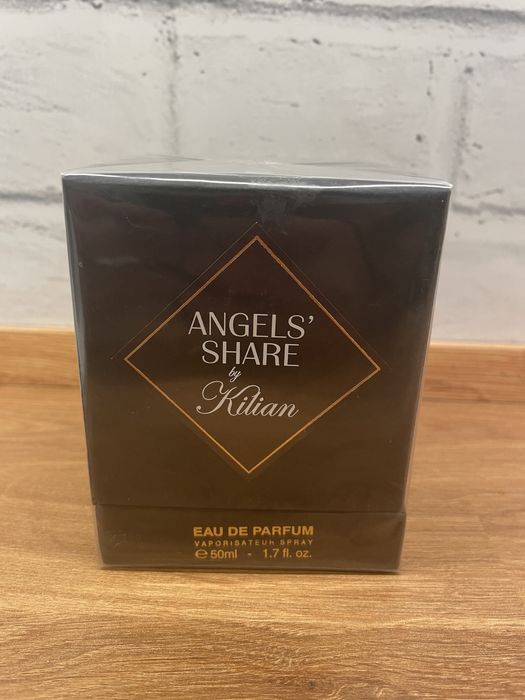 ANGELS’
SHARE
by
Kilian
EAU DE PARFUM
VAPORISATEUR SPRAY
℮ 50ml - 1.7 fl. oz.